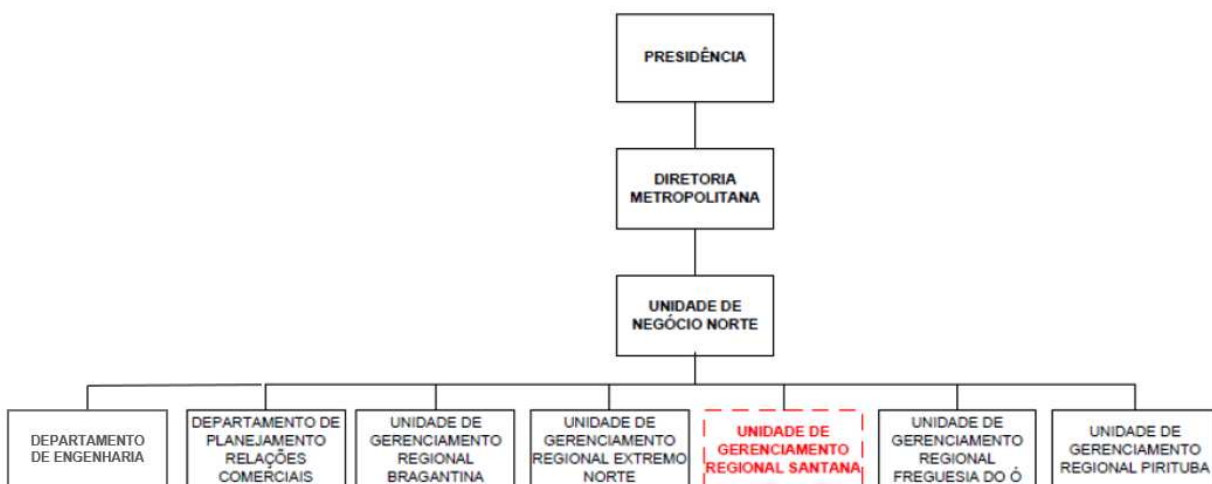 PRESIDÊNCIA
DIRETORIA
METROPOLITANA
UNIDADE DE
NEGÓCIO NORTE
DEPARTAMENTO
DE ENGENHARIA
DEPARTAMENTO DE
PLANEJAMENTO
RELAÇÕES
COMERCIAIS
UNIDADE DE
GERENCIAMENTO
REGIONAL
BRAGANTINA
UNIDADE DE
GERENCIAMENTO
REGIONAL EXTREMO
NORTE
UNIDADE DE
GERENCIAMENTO
REGIONAL SANTANA
UNIDADE DE
GERENCIAMENTO
REGIONAL
FREGUESIA DO Ó
UNIDADE DE
GERENCIAMENTO
REGIONAL PIRITUBA